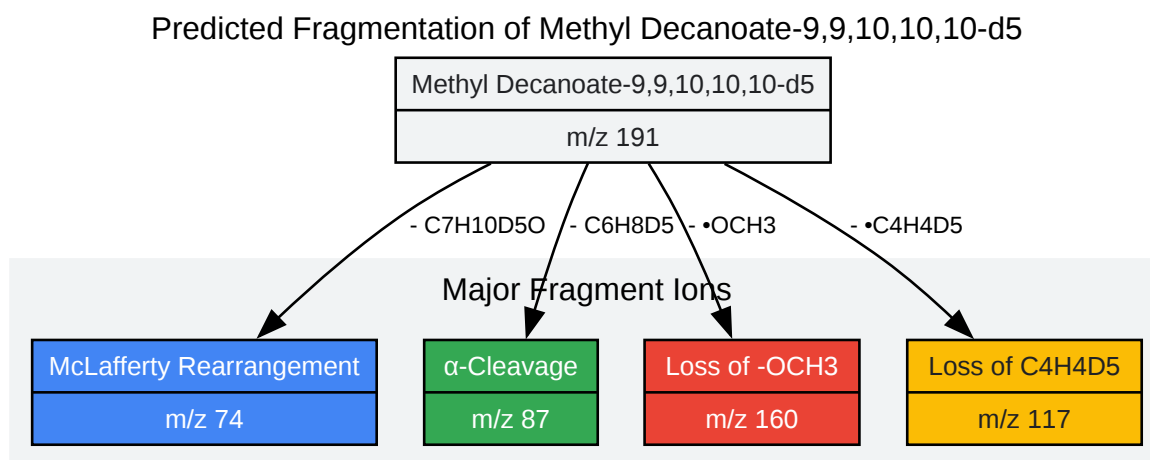 Predicted Fragmentation of Methyl Decanoate-9,9,10,10,10-d5
Methyl Decanoate-9,9,10,10,10-d5
m/z 191
- C7H10D5O
- C6H8D5
- •OCH3
- •C4H4D5
Major Fragment Ions
McLafferty Rearrangement
m/z 74
α-Cleavage
m/z 87
Loss of -OCH3
m/z 160
Loss of C4H4D5
m/z 117